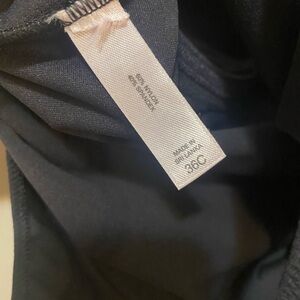 60% NYLON
40% SPANDEX
MADE IN
SRI LANKA
36C